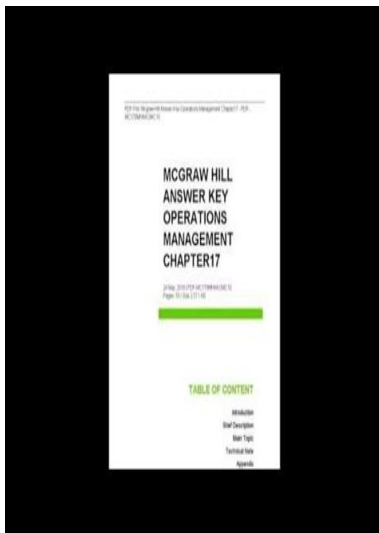 MCGRAW HILL
ANSWER KEY
OPERATIONS
MANAGEMENT
CHAPTER17
TABLE OF CONTENT
Introduction
Brief Description
Main Topic
Technical Note
Appendix